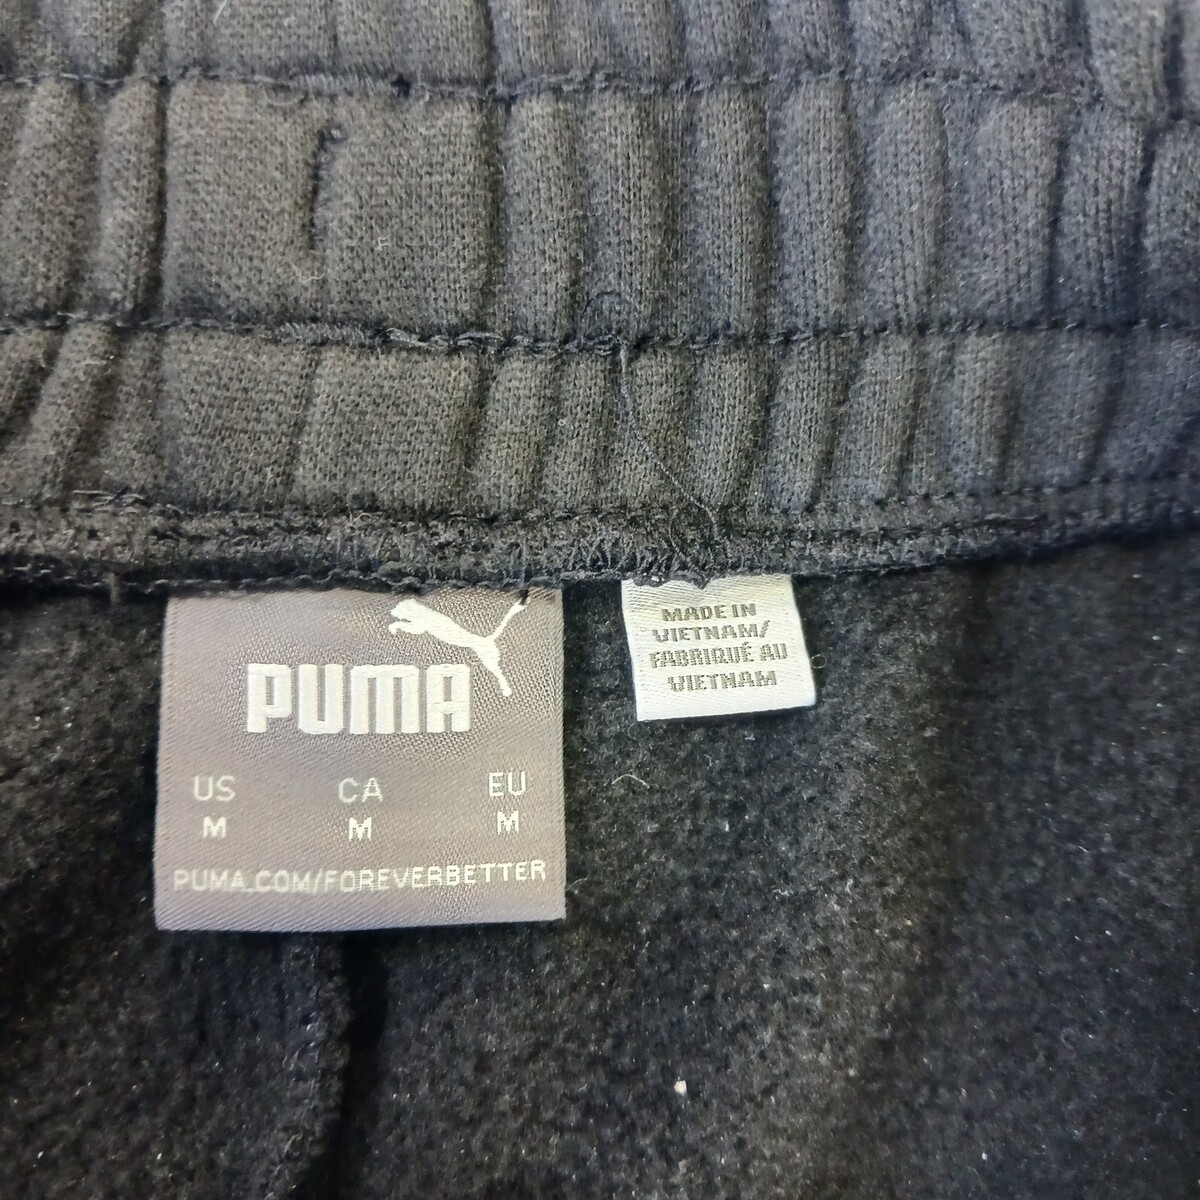 PUMA
US CA EU
M M M
PUMA.COM/FOREVERBETTER
MADE IN
VIETNAM/
FABRIQUÉ AU
VIETNAM